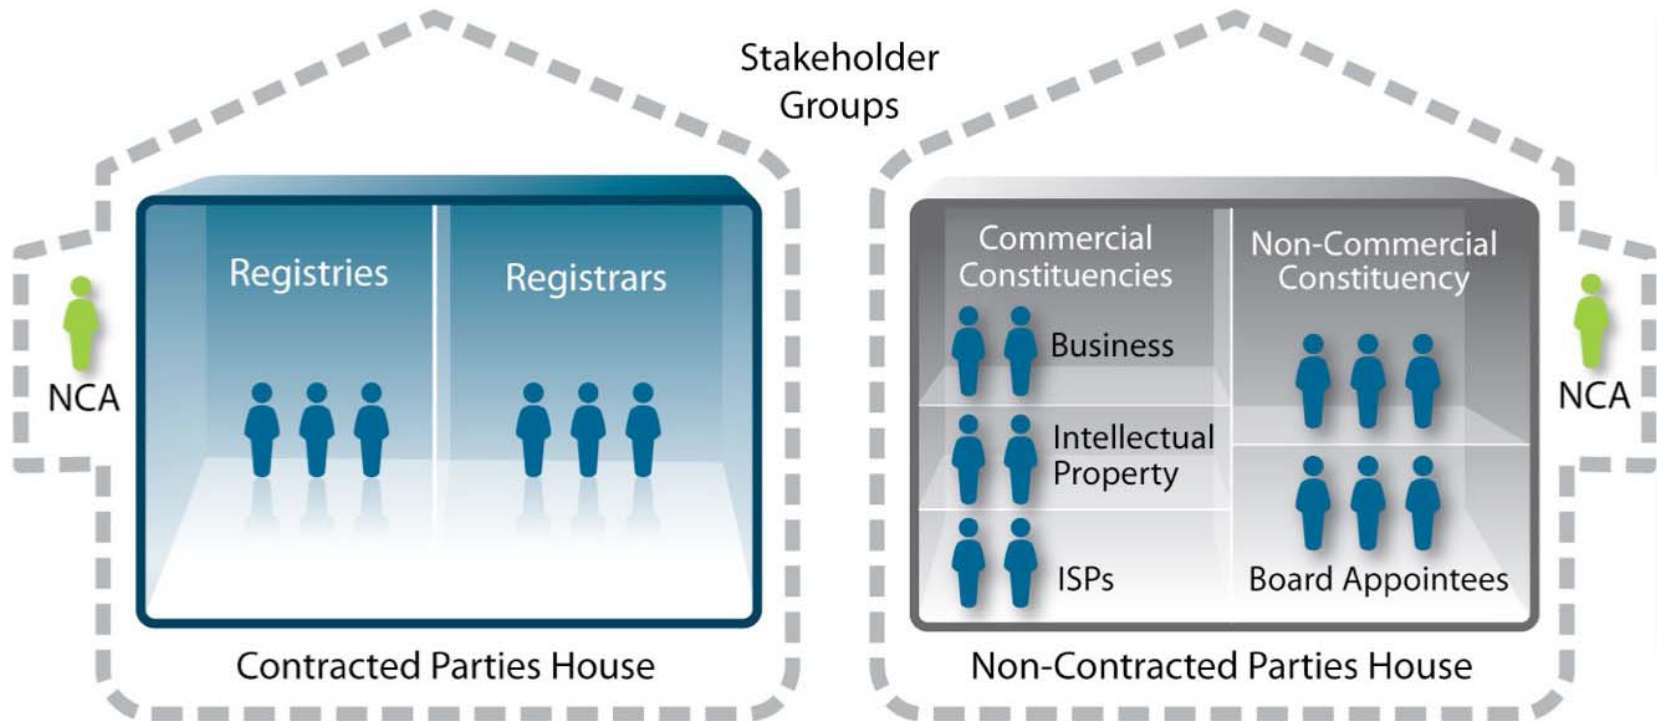 Stakeholder
Groups
Registries
Registrars
NCA
Contracted Parties House
Commercial
Constituencies
Business
Intellectual
Property
ISPs
Non-Commercial
Constituency
Board Appointees
NCA
Non-Contracted Parties House